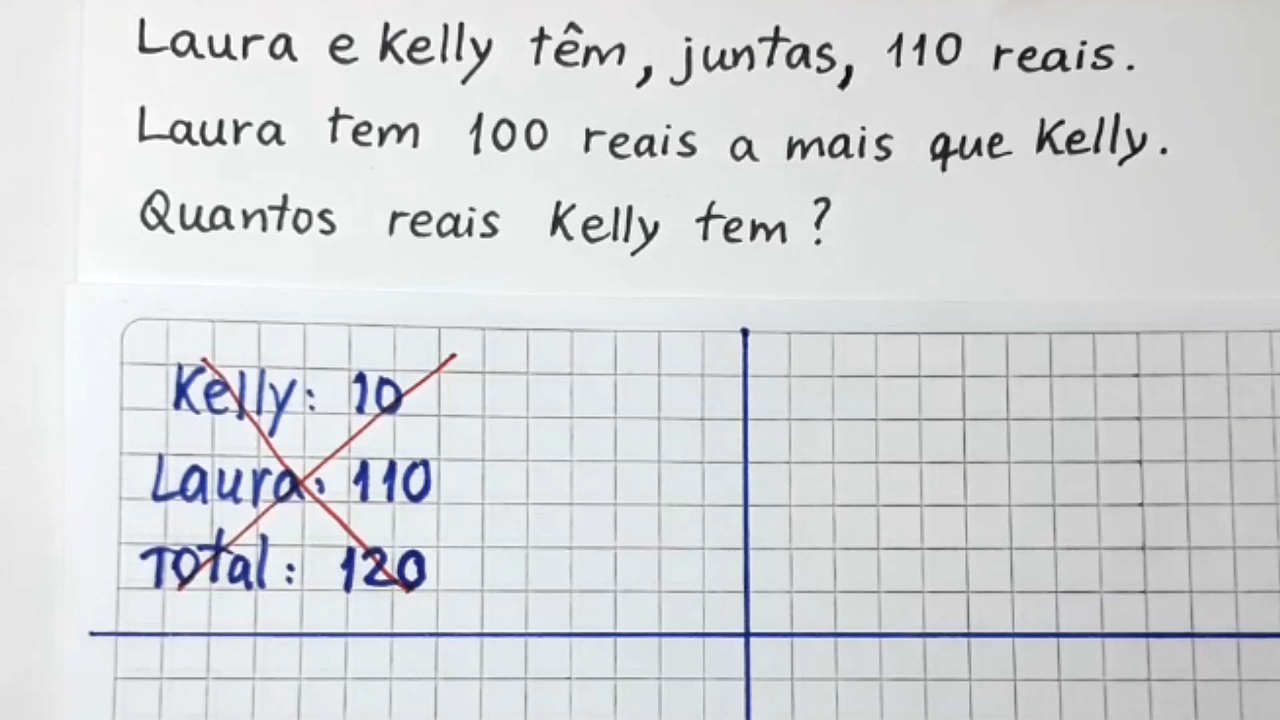 Laura e Kelly têm, juntas, 110 reais.
Laura tem 100 reais a mais que Kelly.
Quantos reais Kelly tem?
Kelly: 10
Laura: 110
Total: 120